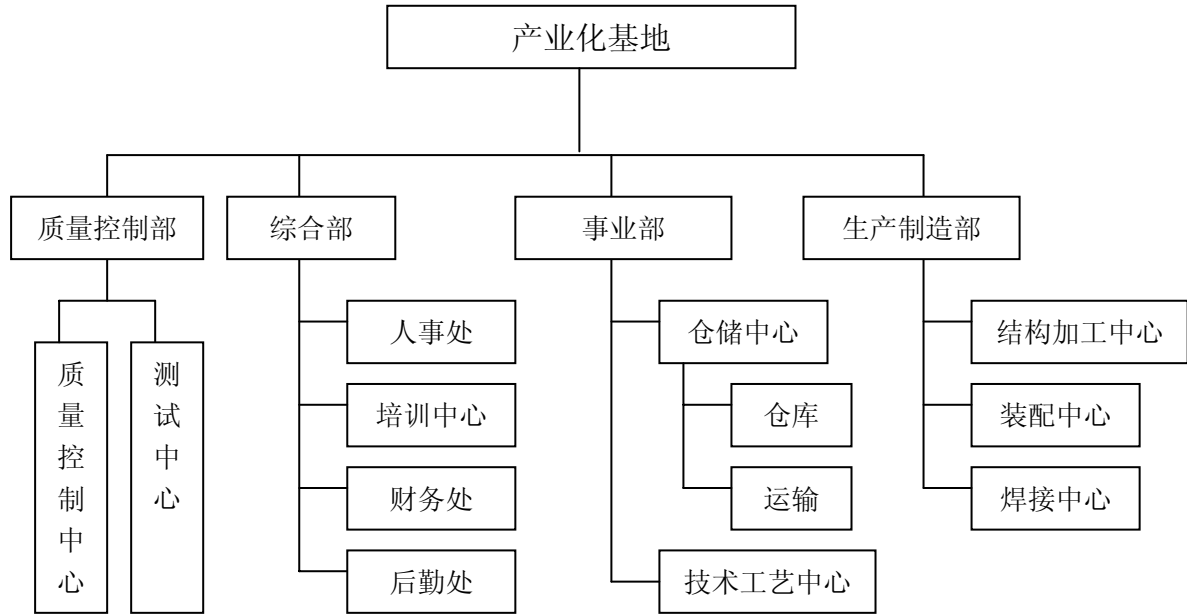 产业化基地
质量控制部
综合部
事业部
生产制造部
质量控制中心
测试中心
人事处
培训中心
财务处
后勤处
仓储中心
仓库
运输
技术工艺中心
结构加工中心
装配中心
焊接中心